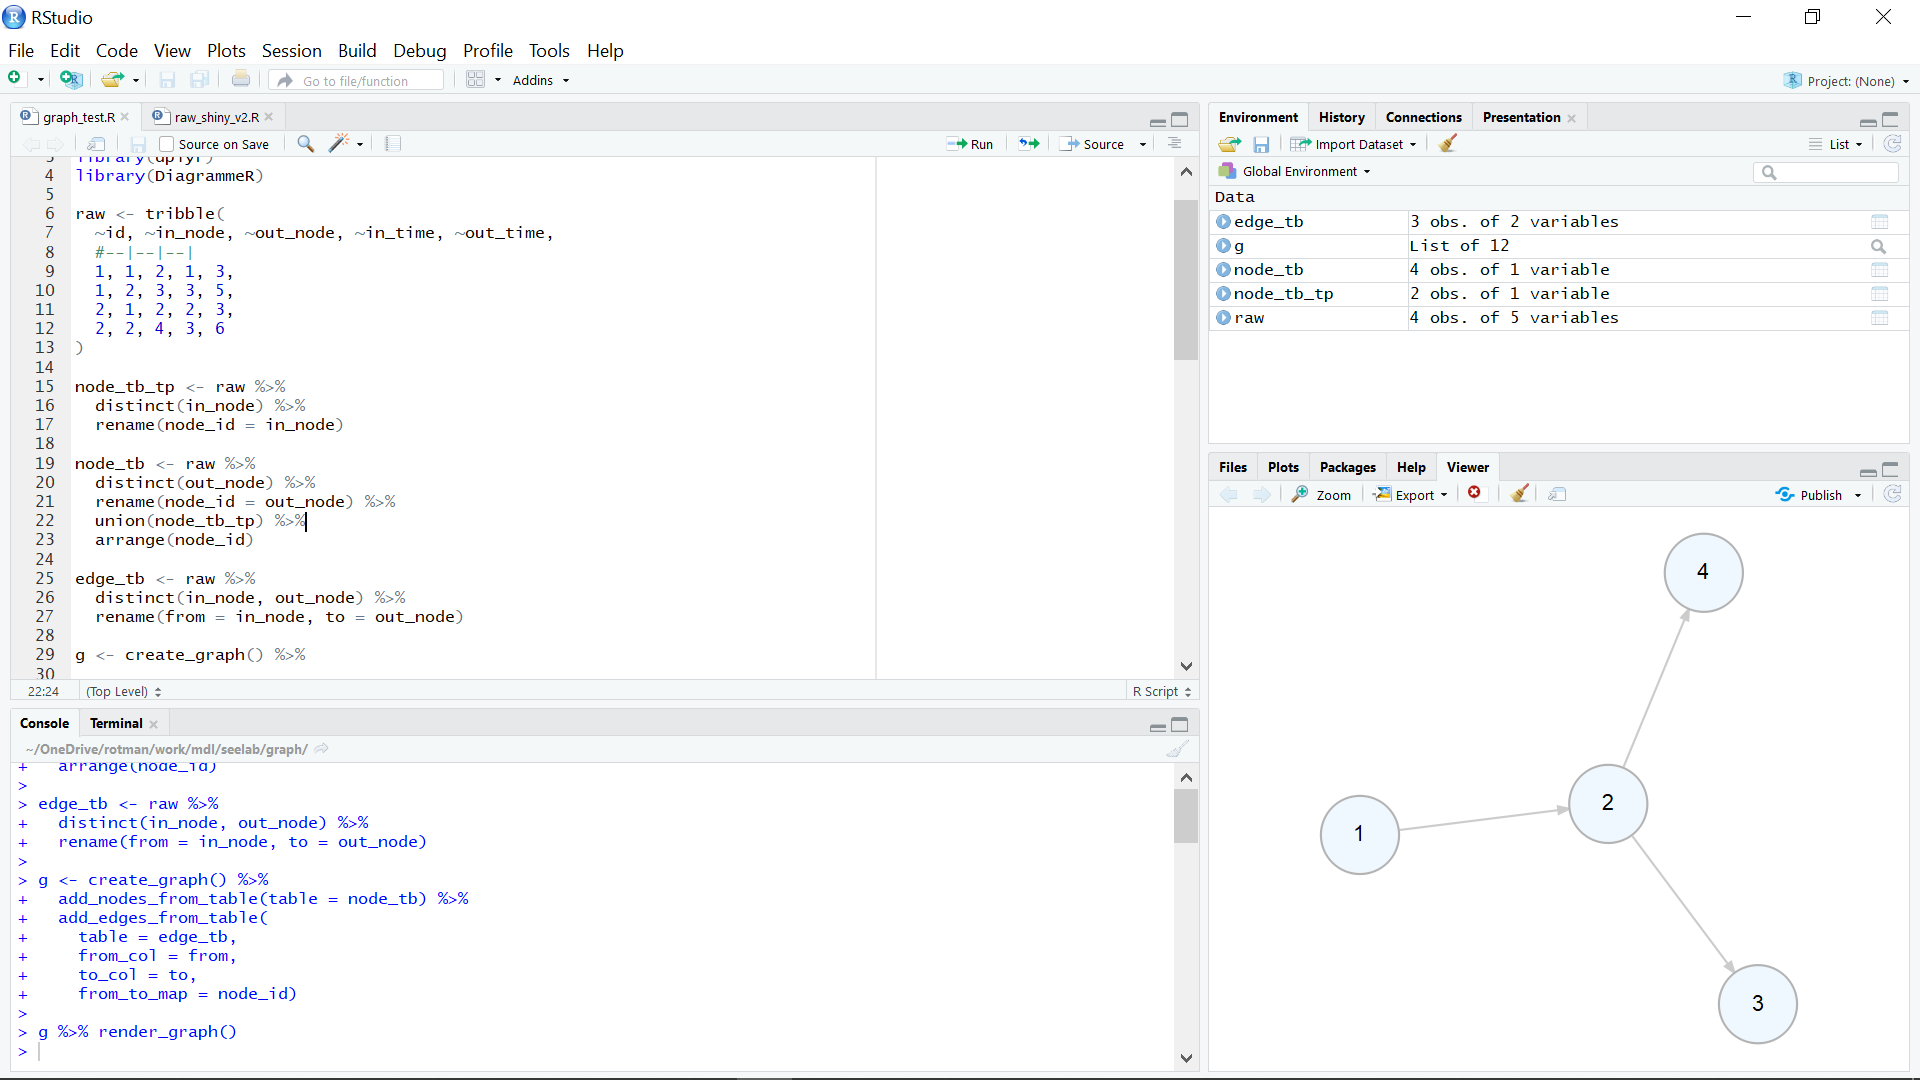 RStudio
File Edit Code View Plots Session Build Debug Profile Tools Help
Go to file/function Addins Project: (None)
graph_test.R raw_shiny_v2.R
Source on Save Run Source
3 library(dplyr)
4 library(DiagrammeR)
5
6 raw <- tribble(
7 ~id, ~in_node, ~out_node, ~in_time, ~out_time,
8 #--|--|--|
9 1, 1, 2, 1, 3,
10 1, 2, 3, 3, 5,
11 2, 1, 2, 2, 3,
12 2, 2, 4, 3, 6
13 )
14
15 node_tb_tp <- raw %>%
16 distinct(in_node) %>%
17 rename(node_id = in_node)
18
19 node_tb <- raw %>%
20 distinct(out_node) %>%
21 rename(node_id = out_node) %>%
22 union(node_tb_tp) %>%
23 arrange(node_id)
24
25 edge_tb <- raw %>%
26 distinct(in_node, out_node) %>%
27 rename(from = in_node, to = out_node)
28
29 g <- create_graph() %>%
30
22:24 (Top Level) R Script
Console Terminal
~/OneDrive/rotman/work/mdl/seelab/graph/
+ arrange(node_id)
>
> edge_tb <- raw %>%
+ distinct(in_node, out_node) %>%
+ rename(from = in_node, to = out_node)
>
> g <- create_graph() %>%
+ add_nodes_from_table(table = node_tb) %>%
+ add_edges_from_table(
+ table = edge_tb,
+ from_col = from,
+ to_col = to,
+ from_to_map = node_id)
>
> g %>% render_graph()
>
Environment History Connections Presentation
Import Dataset List
Global Environment
Data
edge_tb 3 obs. of 2 variables
g List of 12
node_tb 4 obs. of 1 variable
node_tb_tp 2 obs. of 1 variable
raw 4 obs. of 5 variables
Files Plots Packages Help Viewer
Zoom Export Publish
4
2
1
3